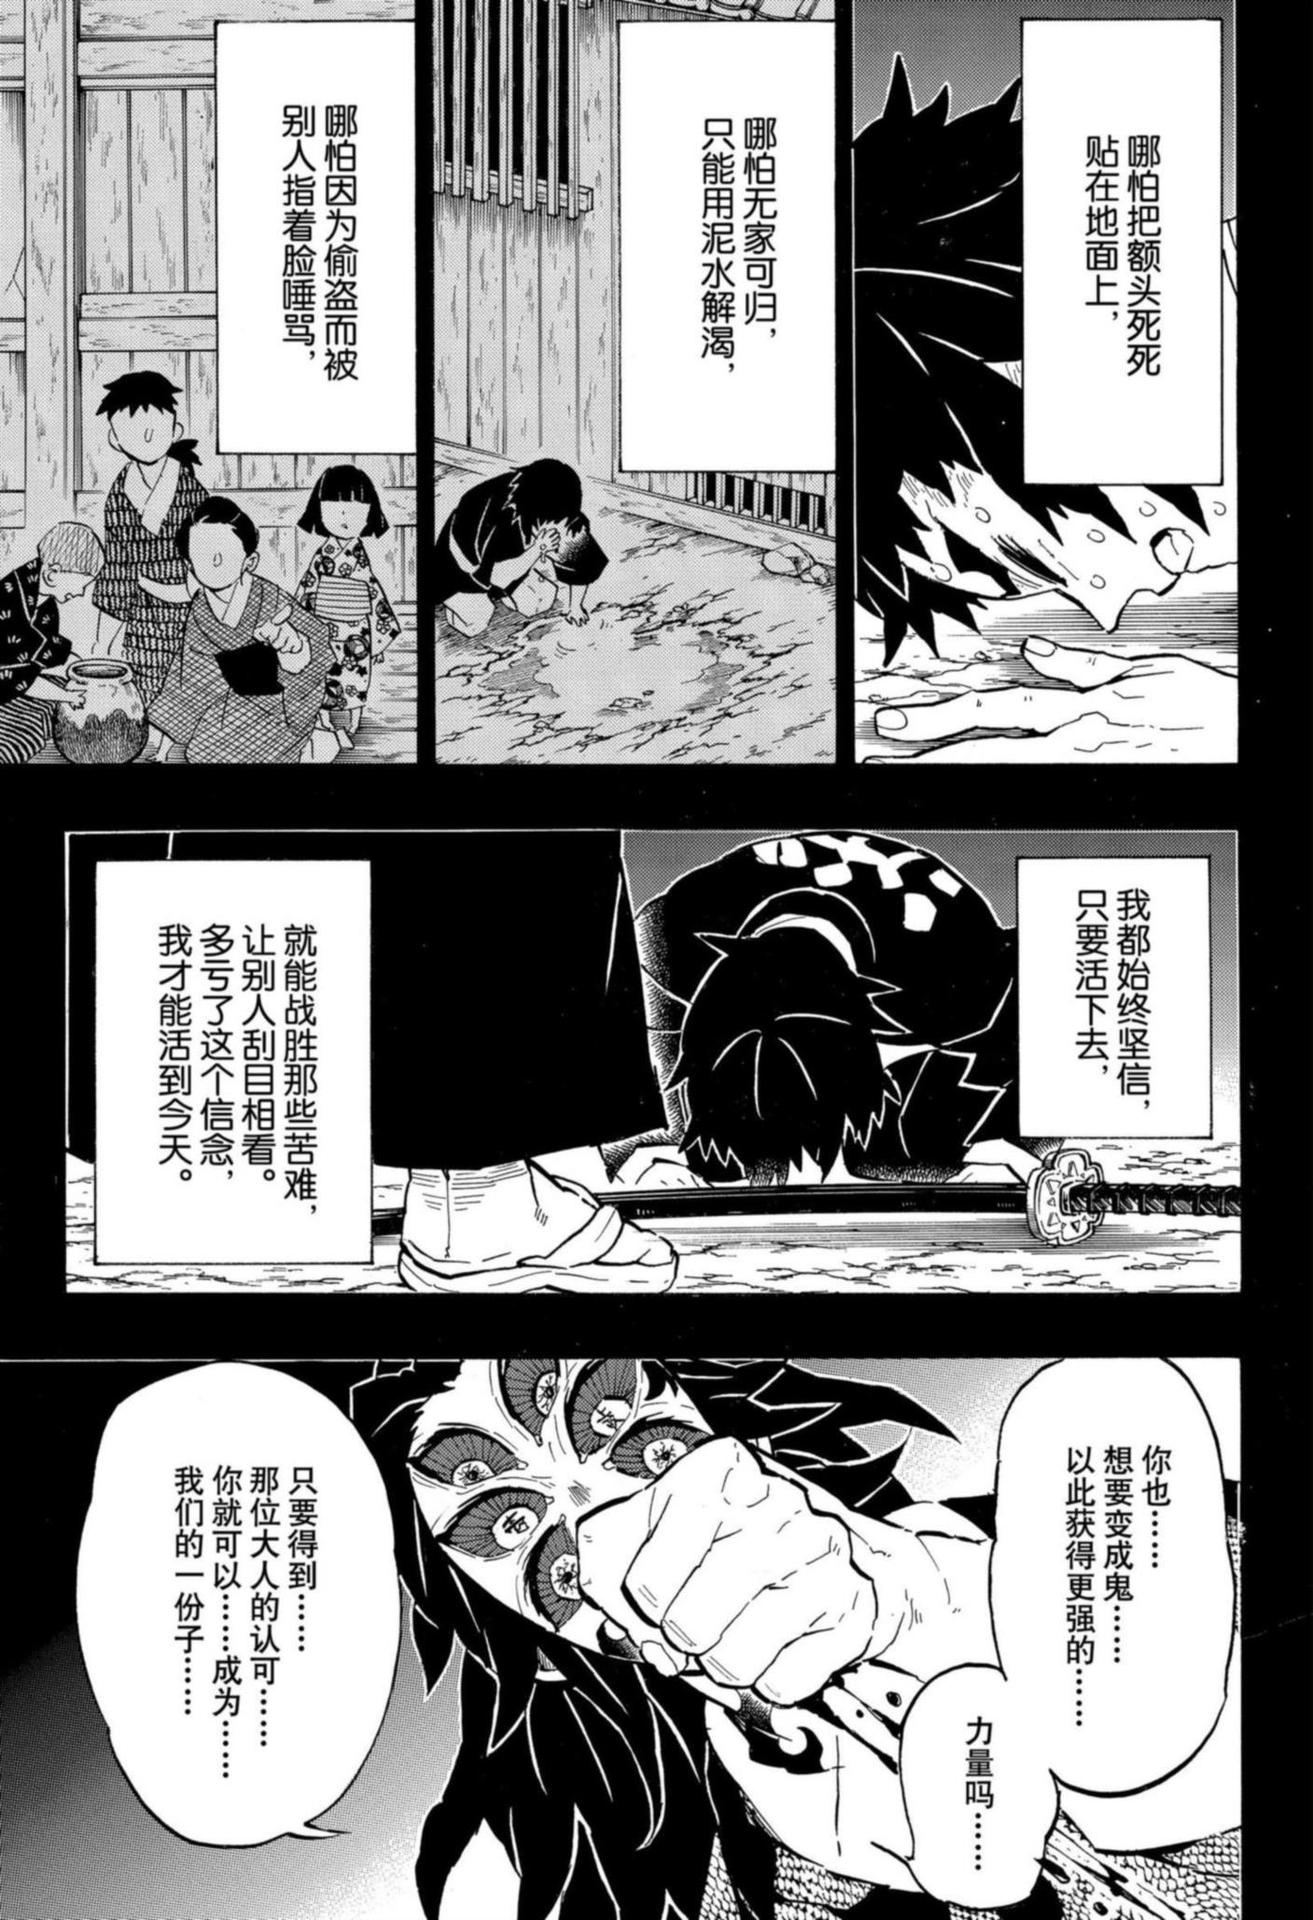 哪怕把额头死死
贴在地面上，
哪怕无家可归，
只能用泥水解渴，
哪怕因为偷盗而被
别人指着脸唾骂，
我都始终坚信，
只要活下去，
就能战胜那些苦难，
让别人刮目相看。
多亏了这个信念，
我才能活到今天。
你也……
想要变成鬼……
以此获得更强的……
力量吗……
只要得到……
那位大人的认可……
你就可以……成为……
我们的一份子……
上弦
壹